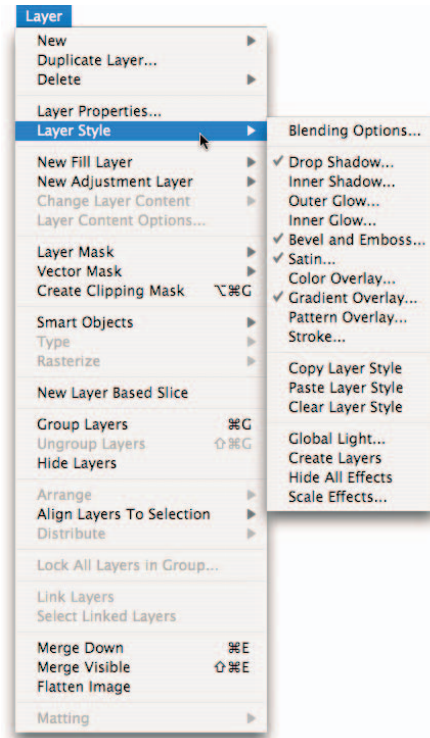 Layer
New
Duplicate Layer...
Delete
Layer Properties...
Layer Style
New Fill Layer
New Adjustment Layer
Change Layer Content
Layer Content Options...
Layer Mask
Vector Mask
Create Clipping Mask ⌥⌘G
Smart Objects
Type
Rasterize
New Layer Based Slice
Group Layers ⌘G
Ungroup Layers ⇧⌘G
Hide Layers
Arrange
Align Layers To Selection
Distribute
Lock All Layers in Group...
Link Layers
Select Linked Layers
Merge Down ⌘E
Merge Visible ⇧⌘E
Flatten Image
Matting
Blending Options...
✓ Drop Shadow...
Inner Shadow...
Outer Glow...
Inner Glow...
✓ Bevel and Emboss...
✓ Satin...
Color Overlay...
✓ Gradient Overlay...
Pattern Overlay...
Stroke...
Copy Layer Style
Paste Layer Style
Clear Layer Style
Global Light...
Create Layers
Hide All Effects
Scale Effects...